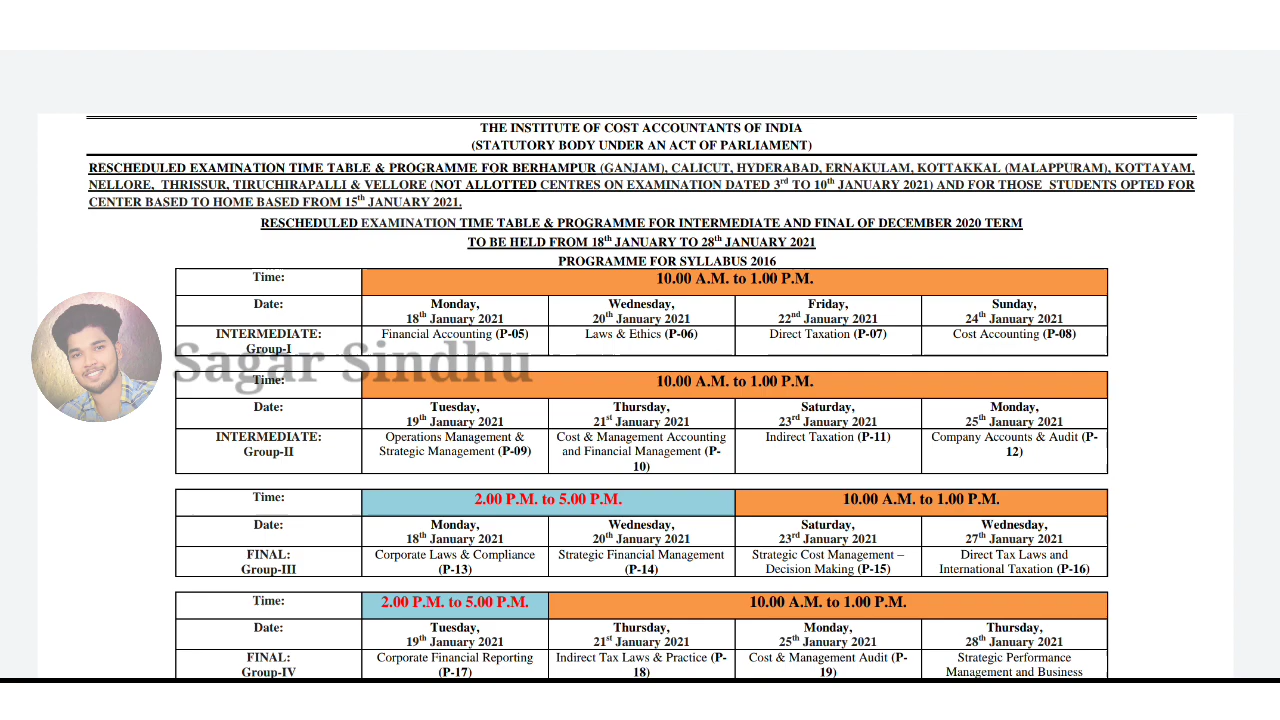 THE INSTITUTE OF COST ACCOUNTANTS OF INDIA
(STATUTORY BODY UNDER AN ACT OF PARLIAMENT)
RESCHEDULED EXAMINATION TIME TABLE & PROGRAMME FOR BERHAMPUR (GANJAM), CALICUT, HYDERABAD, ERNAKULAM, KOTTAKKAL (MALAPPURAM), KOTTAYAM,
NELLORE, THRISSUR, TIRUCHIRAPALLI & VELLORE (NOT ALLOTTED CENTRES ON EXAMINATION DATED 3rd TO 10th JANUARY 2021) AND FOR THOSE STUDENTS OPTED FOR
CENTER BASED TO HOME BASED FROM 15th JANUARY 2021.
RESCHEDULED EXAMINATION TIME TABLE & PROGRAMME FOR INTERMEDIATE AND FINAL OF DECEMBER 2020 TERM
TO BE HELD FROM 18th JANUARY TO 28th JANUARY 2021
PROGRAMME FOR SYLLABUS 2016
Time: 10.00 A.M. to 1.00 P.M.
Date: Monday, Wednesday, Friday, Sunday,
18th January 2021 20th January 2021 22nd January 2021 24th January 2021
INTERMEDIATE: Financial Accounting (P-05) Laws & Ethics (P-06) Direct Taxation (P-07) Cost Accounting (P-08)
Group-I
Sagar Sindhu
Time: 10.00 A.M. to 1.00 P.M.
Date: Tuesday, Thursday, Saturday, Monday,
19th January 2021 21st January 2021 23rd January 2021 25th January 2021
INTERMEDIATE: Operations Management & Cost & Management Accounting Indirect Taxation (P-11) Company Accounts & Audit (P-
Group-II Strategic Management (P-09) and Financial Management (P- 12)
10)
Time: 2.00 P.M. to 5.00 P.M. 10.00 A.M. to 1.00 P.M.
Date: Monday, Wednesday, Saturday, Wednesday,
18th January 2021 20th January 2021 23rd January 2021 27th January 2021
FINAL: Corporate Laws & Compliance Strategic Financial Management Strategic Cost Management – Direct Tax Laws and
Group-III (P-13) (P-14) Decision Making (P-15) International Taxation (P-16)
Time: 2.00 P.M. to 5.00 P.M. 10.00 A.M. to 1.00 P.M.
Date: Tuesday, Thursday, Monday, Thursday,
19th January 2021 21st January 2021 25th January 2021 28th January 2021
FINAL: Corporate Financial Reporting Indirect Tax Laws & Practice (P- Cost & Management Audit (P- Strategic Performance
Group-IV (P-17) 18) 19) Management and Business